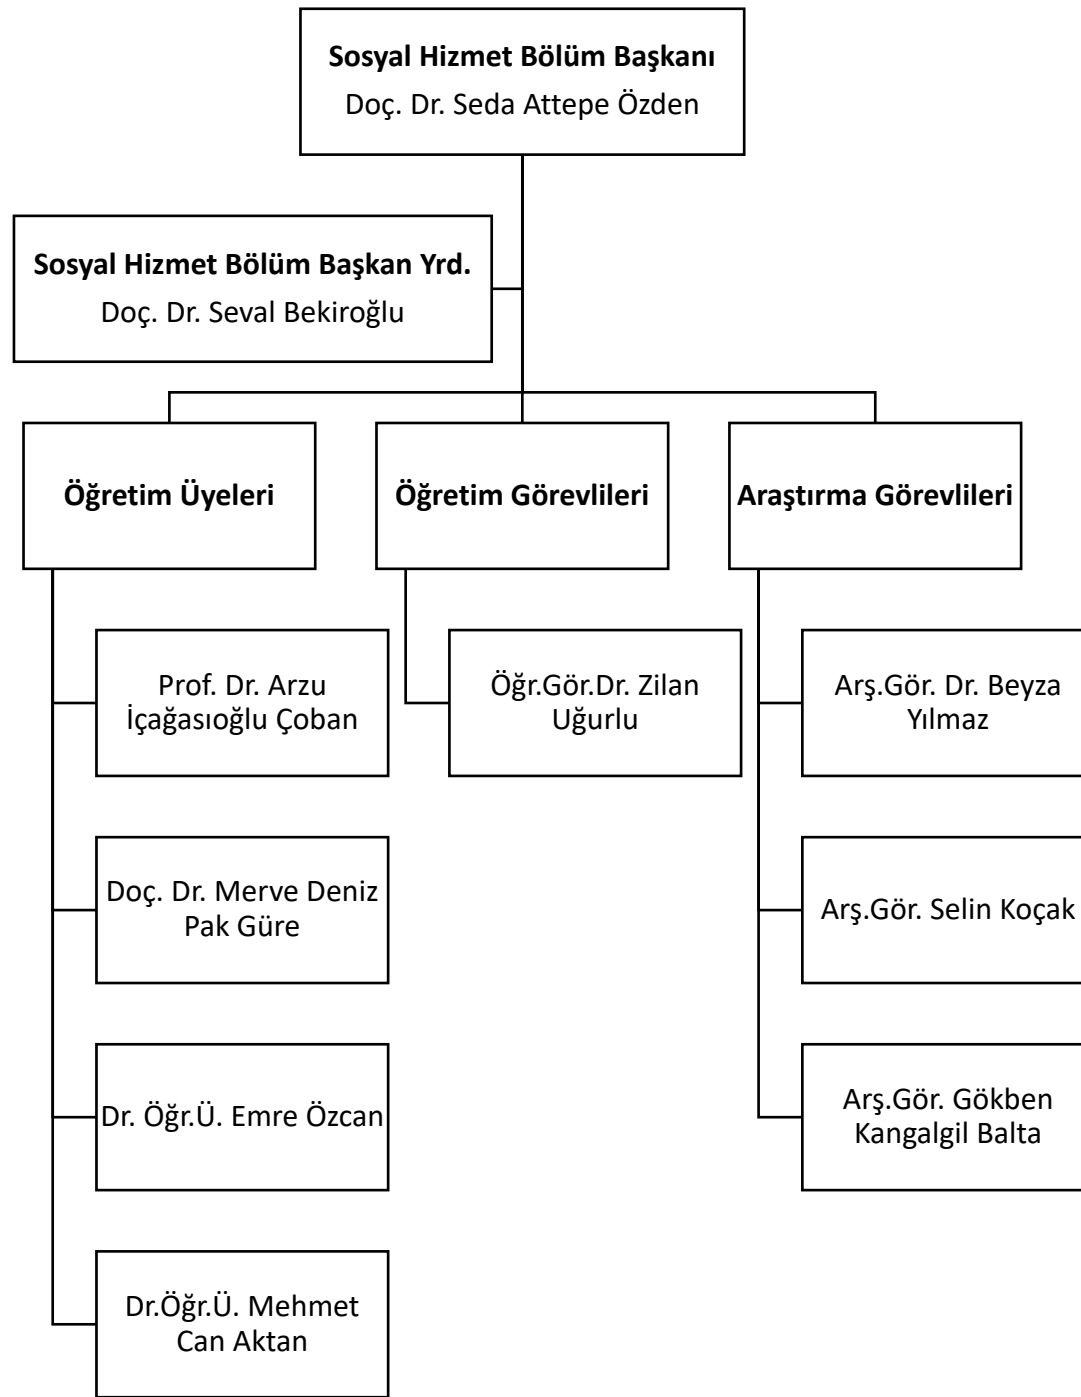 Sosyal Hizmet Bölüm Başkanı
Doç. Dr. Seda Attepe Özden
Sosyal Hizmet Bölüm Başkan Yrd.
Doç. Dr. Seval Bekiroğlu
Öğretim Üyeleri
Öğretim Görevlileri
Araştırma Görevlileri
Prof. Dr. Arzu
İçağasıoğlu Çoban
Öğr.Gör.Dr. Zilan
Uğurlu
Arş.Gör. Dr. Beyza
Yılmaz
Doç. Dr. Merve Deniz
Pak Güre
Arş.Gör. Selin Koçak
Dr. Öğr.Ü. Emre Özcan
Arş.Gör. Gökben
Kangalgil Balta
Dr.Öğr.Ü. Mehmet
Can Aktan